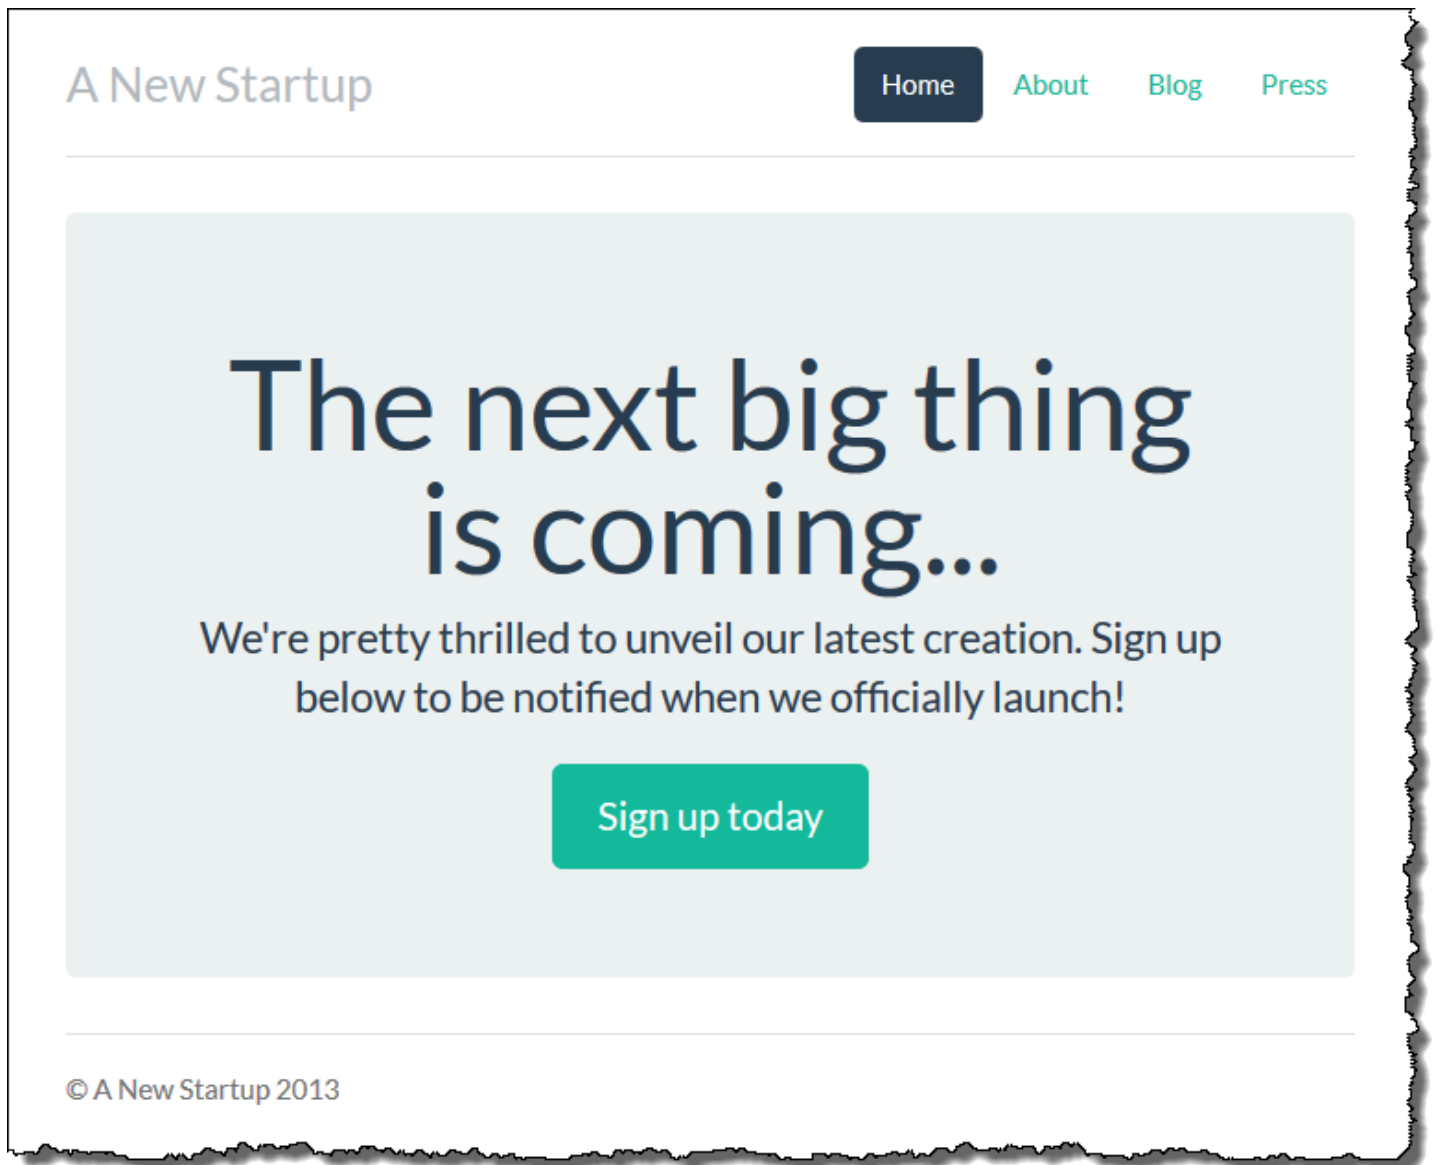 A New Startup
Home About Blog Press
The next big thing
is coming...
We're pretty thrilled to unveil our latest creation. Sign up
below to be notified when we officially launch!
Sign up today
© A New Startup 2013